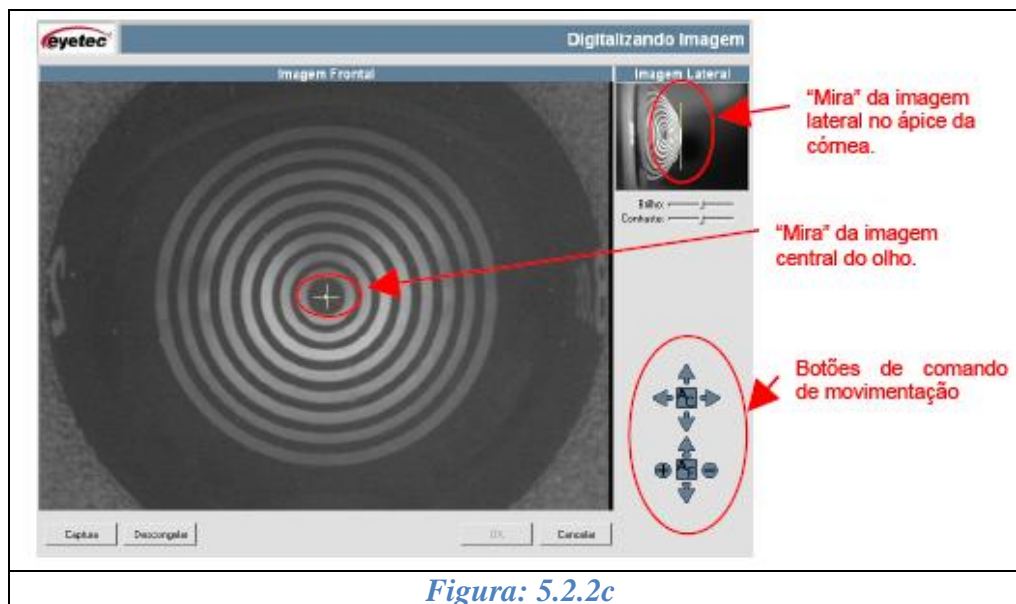 eyetec
Digitalizando Imagem
Imagem Frontal
Imagem Lateral
"Mira" da imagem
lateral no ápice da
córnea.
Brilho:
Contraste:
"Mira" da imagem
central do olho.
Botões de comando
de movimentação
Captura
Descongelar
OK
Cancelar
Figura: 5.2.2c